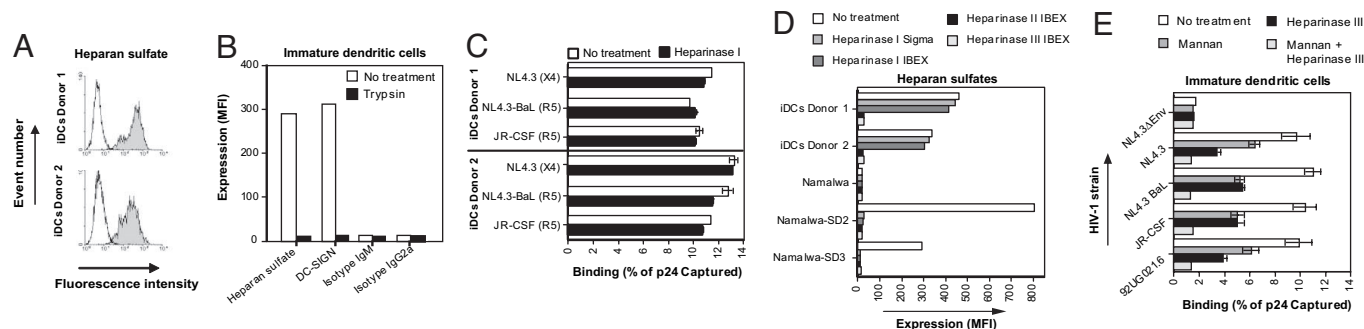 A
Heparan sulfate
iDCs Donor 1
iDCs Donor 2
Event number
Fluorescence intensity
B
Immature dendritic cells
No treatment
Trypsin
Expresssion (MFI)
400
300
200
100
0
Heparan sulfate
DC-SIGN
Isotype IgM
Isotype IgG2a
C
No treatment
Heparinase I
iDCs Donor 1
NL4.3 (X4)
NL4.3-BaL (R5)
JR-CSF (R5)
iDCs Donor 2
NL4.3 (X4)
NL4.3-BaL (R5)
JR-CSF (R5)
0 2 4 6 8 10 12 14
Binding (% of p24 Captured)
D
No treatment
Heparinase I Sigma
Heparinase I IBEX
Heparinase II IBEX
Heparinase III IBEX
Heparan sulfates
iDCs Donor 1
iDCs Donor 2
Namalwa
Namalwa-SD2
Namalwa-SD3
0 100 200 300 400 500 600 700 800
Expression (MFI)
E
No treatment
Mannan
Heparinase III
Mannan +
Heparinase III
Immature dendritic cells
HIV-1 strain
NL4.3ΔEnv
NL4.3
NL4.3 BaL
JR-CSF
92UG021.6
0 2 4 6 8 10 12 14
Binding (% of p24 Captured)